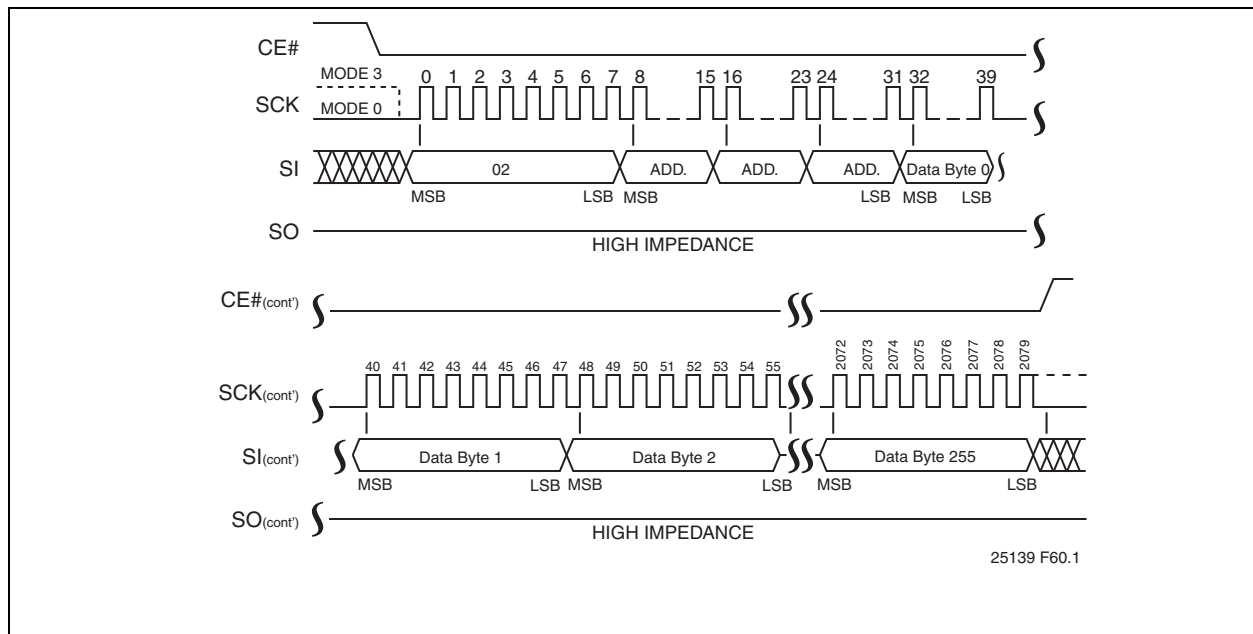 CE#
MODE 3
0 1 2 3 4 5 6 7 8 15 16 23 24 31 32 39
SCK
MODE 0
SI
02 ADD. ADD. ADD. Data Byte 0
MSB LSB MSB LSB MSB LSB
SO
HIGH IMPEDANCE
CE#(cont')
40 41 42 43 44 45 46 47 48 49 50 51 52 53 54 55 2072 2073 2074 2075 2076 2077 2078 2079
SCK(cont')
SI(cont')
Data Byte 1 Data Byte 2 Data Byte 255
MSB LSB MSB LSB MSB LSB
SO(cont')
HIGH IMPEDANCE
25139 F60.1